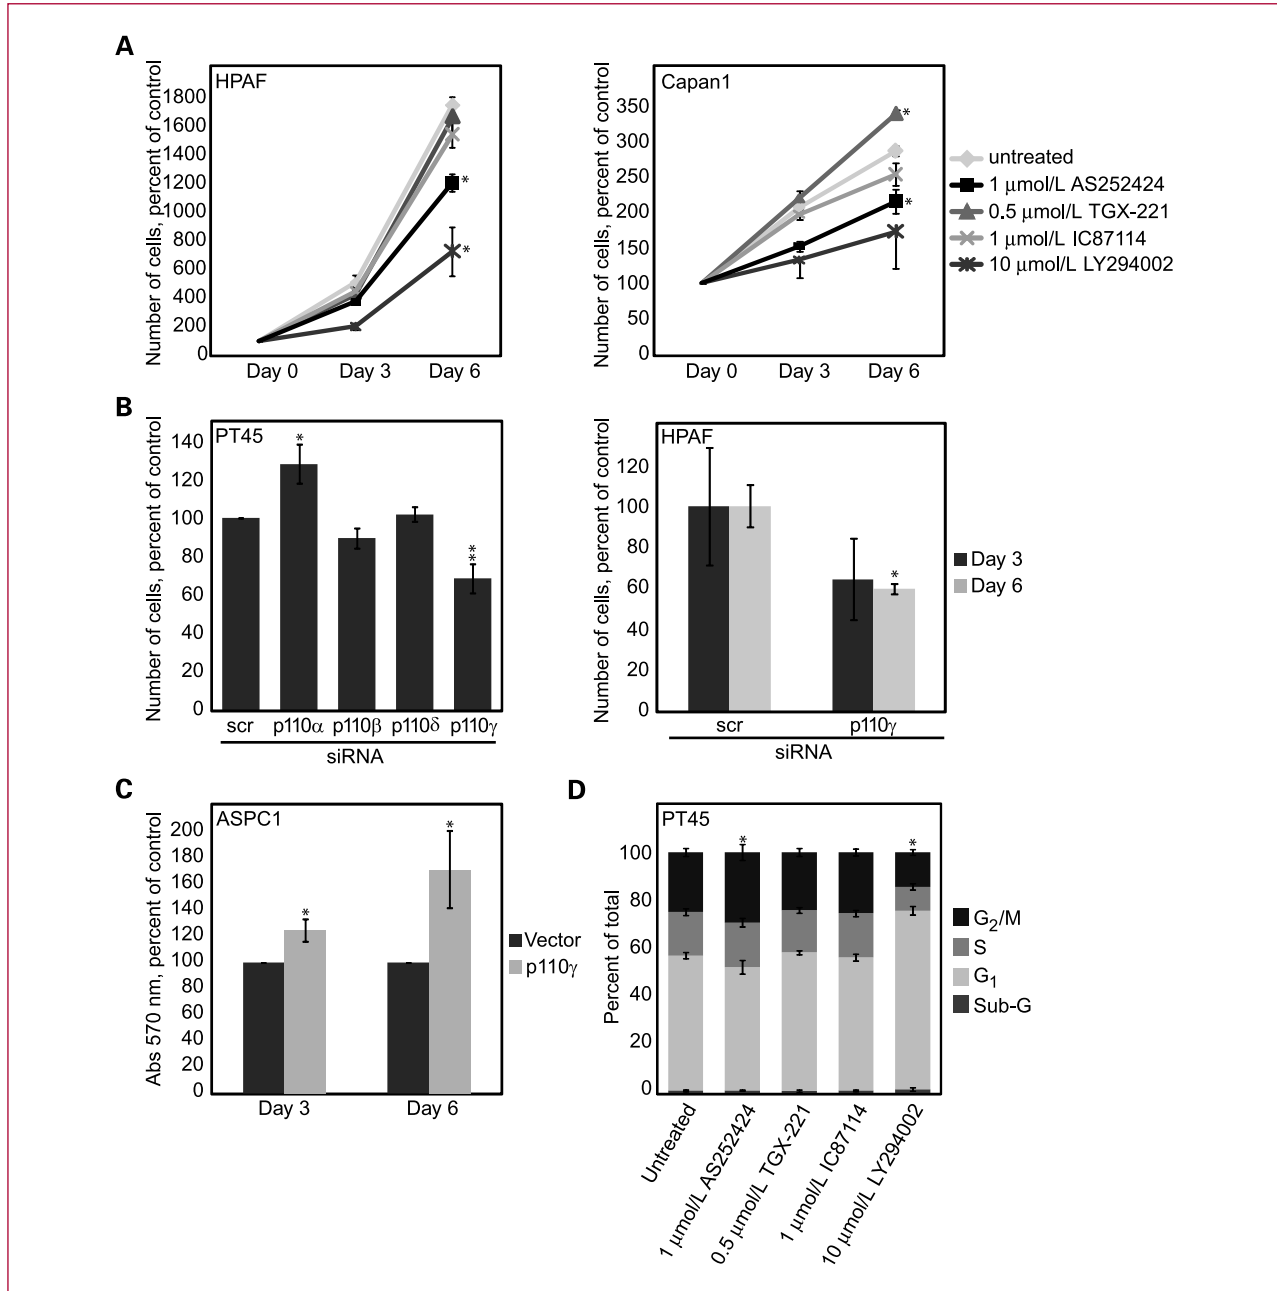 A
HPAF
Number of cells, percent of control
1800
1600
1400
1200
1000
800
600
400
200
0
Day 0
Day 3
Day 6
*
*
Capan1
Number of cells, percent of control
350
300
250
200
150
100
50
0
Day 0
Day 3
Day 6
*
*
untreated
1 μmol/L AS252424
0.5 μmol/L TGX-221
1 μmol/L IC87114
10 μmol/L LY294002
B
PT45
Number of cells, percent of control
140
120
100
80
60
40
20
0
*
**
scr p110α p110β p110δ p110γ
siRNA
HPAF
Number of cells, percent of control
120
100
80
60
40
20
0
*
scr p110γ
siRNA
Day 3
Day 6
C
ASPC1
Abs 570 nm, percent of control
200
180
160
140
120
100
80
60
40
20
0
*
*
Day 3 Day 6
Vector
p110γ
D
PT45
Percent of total
100
80
60
40
20
0
*
*
Untreated
1 μmol/L AS252424
0.5 μmol/L TGX-221
1 μmol/L IC87114
10 μmol/L LY294002
G2/M
S
G1
Sub-G